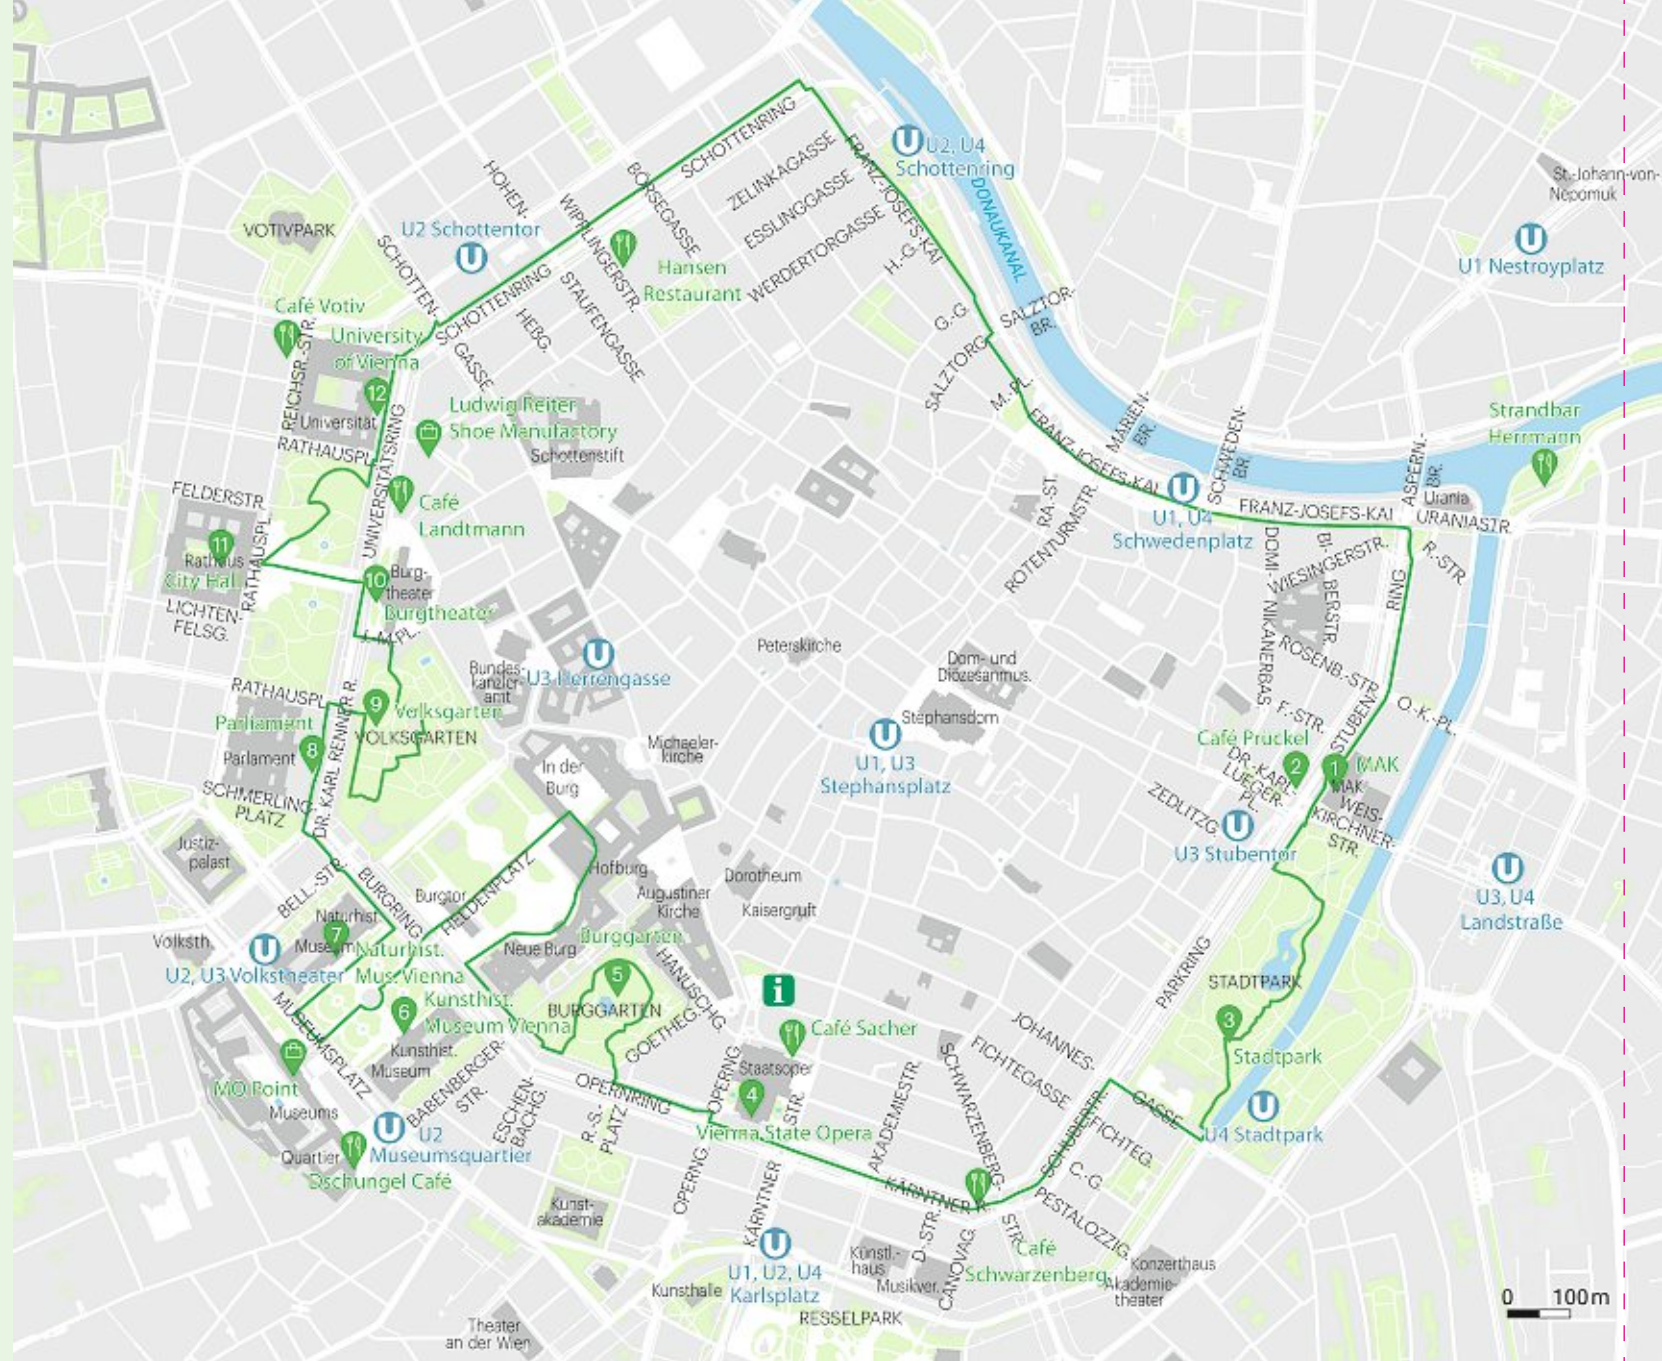 U2, U4
Schottenring
DONAUKANAL
St.-Johann-von-
Nepomuk
U
U1 Nestroyplatz
SCHOTTENRING
ZELINKAGASSE
ESSLINGGASSE
WERDERTORGASSE
FRANZ-JOSEFS-KAI
H.-G.
G.-G.
BÖRSEGASSE
HOHEN-
WIPPLINGERSTR.
STAUFENGASSE
HEBG.
SCHOTTEN-
GASSE
SCHOTTENRING
U2 Schottentor
U
VOTIVPARK
Hansen
Restaurant
Café Votiv
University
of Vienna
12
Universität
REICHSR.-STR.
RATHAUSPL.
UNIVERSITÄTSRING
Ludwig Reiter
Shoe Manufactory
Schottenstift
Café
Landtmann
SALZTOR-
BR.
SALZTORG.
M.-PL.
FRANZ-JOSEFS-KAI
MARIEN-
BR.
SCHWEDEN-
BR.
ASPERN.-
BR.
Urania
URANIASTR.
Strandbar
Herrmann
U
U1, U4
Schwedenplatz
FRANZ-JOSEFS-KAI
RA.-ST.
ROTENTURMSTR.
DOMI-
NIKANERBAS.
BI-
BERSTR.
WIESINGERSTR.
RING
R.-STR.
ROSENB.-STR.
F.-STR.
STUBEN-
O.-K.-PL.
FELDERSTR.
11
Rathaus
City Hall
RATHAUSPL.
LICHTEN-
FELSG.
10
Burg-
theater
Burgtheater
J.-M.PL.
Bundes-
kanzler-
amt
U
U3 Herrengasse
Peterskirche
Dom- und
Diözesanmus.
Stephansdom
U
U1, U3
Stephansplatz
RATHAUSPL.
Parliament
8
Parlament
DR. KARL RENNER R.
9
Volksgarten
VOLKSGARTEN
SCHMERLING-
PLATZ
Justiz-
palast
In der
Burg
Michaeler-
kirche
Café Prückel
2
1
MAK
MAK
DR.-KARL-
LUEGER-
PL.
WEIS-
KIRCHNER-
STR.
ZEDLITZG.
U
U3 Stubentor
U
U3, U4
Landstraße
BELL.-STR.
BURGRING
Burgtor
HELDENPLATZ
Hofburg
Augustiner
Kirche
Dorotheum
Kaisergruft
Neue Burg
Burggarten
5
BURGGARTEN
GOETHEG.
HANUSCHG.
Volksth.
U
U2, U3 Volkstheater
Naturhist.
Museum
7
Naturhist.
Mus. Vienna
6
Kunsthist.
Museum Vienna
Kunsthist.
Museum
MUSEUMSPLATZ
MQ Point
Museums
Quartier
Dschungel Café
U
U2
Museumsquartier
BABENBERGER-
STR.
ESCHEN-
BACHG.
OPERNRING
R.-S.-
PLATZ
OPERNG.
OPERNG.
i
Café Sacher
Staatsoper
4
Vienna State Opera
KÄRNTNER
STR.
AKADEMIESTR.
SCHWARZENBERG-
STR.
FICHTEGASSE
JOHANNES-
GASSE
PARKRING
STADTPARK
3
Stadtpark
U
U4 Stadtpark
SCHUBERTR.
FICHTEG.
C.-G.
PESTALOZZIG.
KÄRNTNER R.
Café
Schwarzenberg
D.-STR.
CANOVAG.
Künstl.-
haus
Musikver.
Konzerthaus
Akademie-
theater
Kunst-
akademie
U
U1, U2, U4
Karlsplatz
Kunsthalle
RESSELPARK
Theater
an der Wien
0 100m